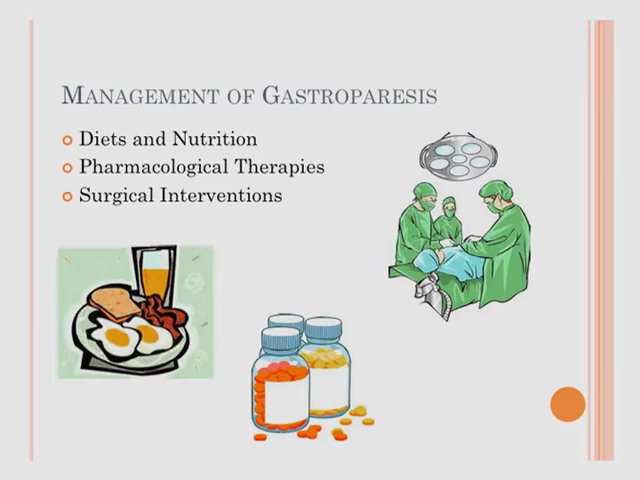 Management of Gastroparesis
Diets and Nutrition
Pharmacological Therapies
Surgical Interventions